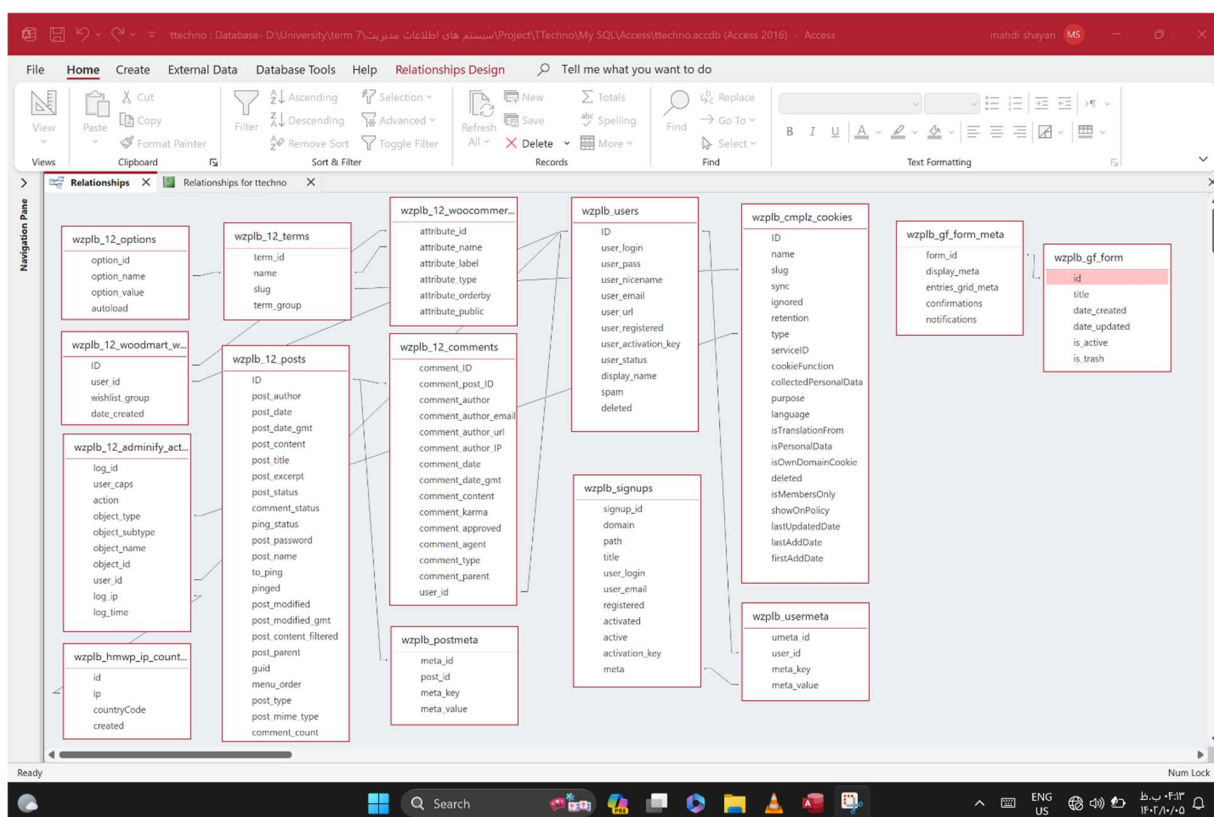 ttechno : Database- D:\University\term 7\سیستم های اطلاعات مدیریت\Project\TTechno\My SQL\Access\ttechno.accdb (Access 2016) - Access
mahdi shayan MS
File Home Create External Data Database Tools Help Relationships Design Tell me what you want to do
View
Paste
Cut
Copy
Format Painter
Filter
Ascending
Descending
Remove Sort
Selection
Advanced
Toggle Filter
Refresh All
New
Save
Delete
Totals
Spelling
More
Find
Replace
Go To
Select
B I U A
Views Clipboard Sort & Filter Records Find Text Formatting
Navigation Pane
Relationships Relationships for ttechno
wzplb_12_options
option_id
option_name
option_value
autoload
wzplb_12_terms
term_id
name
slug
term_group
wzplb_12_woocommer...
attribute_id
attribute_name
attribute_label
attribute_type
attribute_orderby
attribute_public
wzplb_users
ID
user_login
user_pass
user_nicename
user_email
user_url
user_registered
user_activation_key
user_status
display_name
spam
deleted
wzplb_cmplz_cookies
ID
name
slug
sync
ignored
retention
type
serviceID
cookieFunction
collectedPersonalData
purpose
language
isTranslationFrom
isPersonalData
isOwnDomainCookie
deleted
isMembersOnly
showOnPolicy
lastUpdatedDate
lastAddDate
firstAddDate
wzplb_gf_form_meta
form_id
display_meta
entries_grid_meta
confirmations
notifications
wzplb_gf_form
id
title
date_created
date_updated
is_active
is_trash
wzplb_12_woodmart_w...
ID
user_id
wishlist_group
date_created
wzplb_12_posts
ID
post_author
post_date
post_date_gmt
post_content
post_title
post_excerpt
post_status
comment_status
ping_status
post_password
post_name
to_ping
pinged
post_modified
post_modified_gmt
post_content_filtered
post_parent
guid
menu_order
post_type
post_mime_type
comment_count
wzplb_12_comments
comment_ID
comment_post_ID
comment_author
comment_author_email
comment_author_url
comment_author_IP
comment_date
comment_date_gmt
comment_content
comment_karma
comment_approved
comment_agent
comment_type
comment_parent
user_id
wzplb_12_adminify_act...
log_id
user_caps
action
object_type
object_subtype
object_name
object_id
user_id
log_ip
log_time
wzplb_signups
signup_id
domain
path
title
user_login
user_email
registered
activated
active
activation_key
meta
wzplb_usermeta
umeta_id
user_id
meta_key
meta_value
wzplb_postmeta
meta_id
post_id
meta_key
meta_value
wzplb_hmwp_ip_count...
id
ip
countryCode
created
Ready Num Lock
Search
PRE
ENG
US
۰۴:۱۳ ب.ظ
۱۴۰۲/۱۰/۰۵